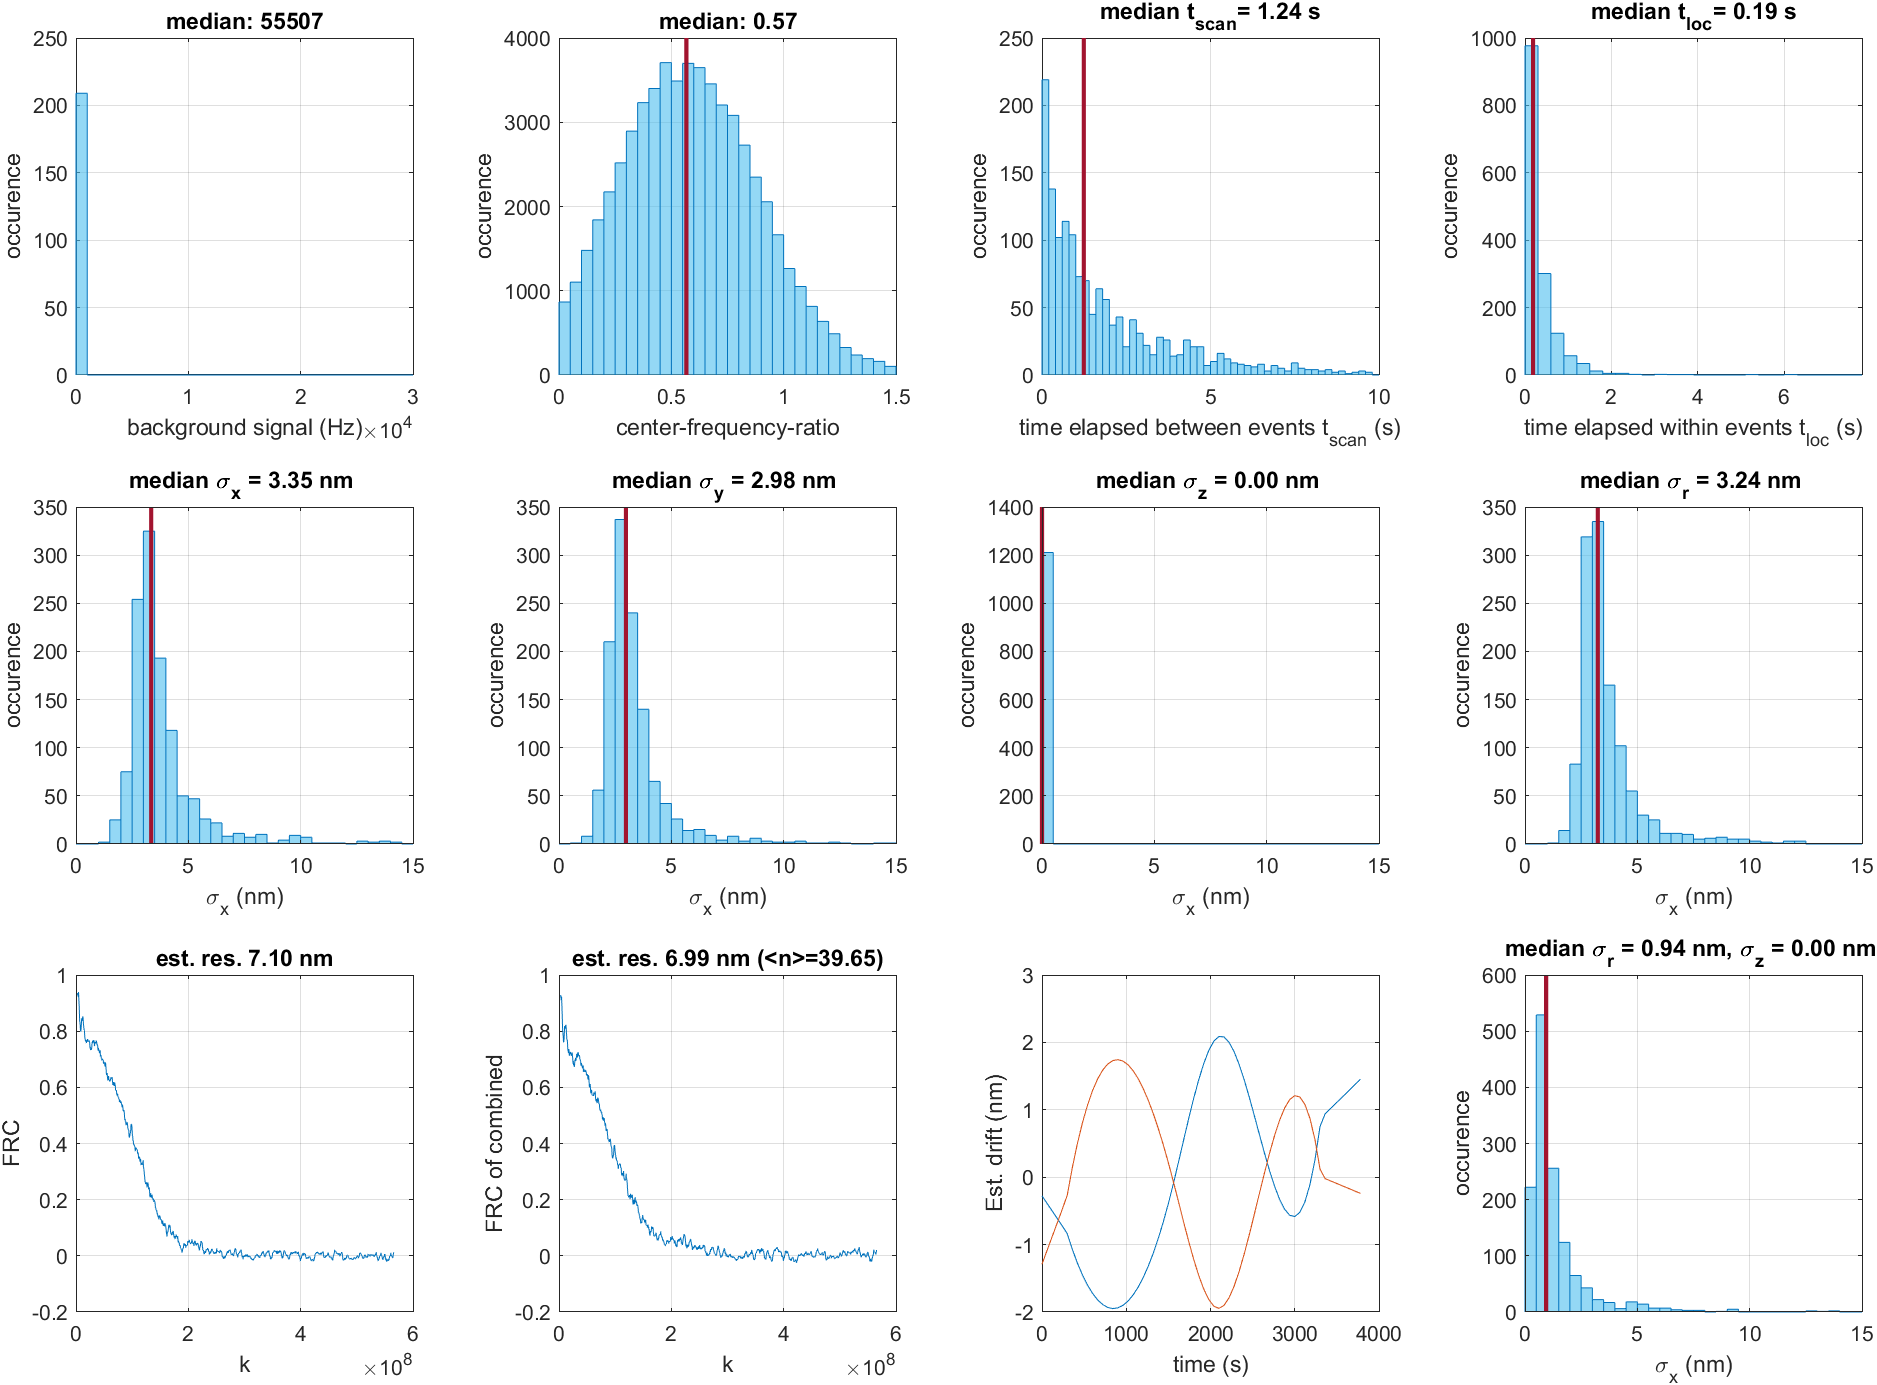 median: 55507
250
200
150
100
50
0
occurence
0 1 2 3
background signal (Hz) ×10⁴
median: 0.57
4000
3000
2000
1000
0
occurence
0 0.5 1 1.5
center-frequency-ratio
median t_scan = 1.24 s
250
200
150
100
50
0
occurence
0 5 10
time elapsed between events t_scan (s)
median t_loc = 0.19 s
1000
800
600
400
200
0
occurence
0 2 4 6
time elapsed within events t_loc (s)
median σ_x = 3.35 nm
350
300
250
200
150
100
50
0
occurence
0 5 10 15
σ_x (nm)
median σ_y = 2.98 nm
350
300
250
200
150
100
50
0
occurence
0 5 10 15
σ_x (nm)
median σ_z = 0.00 nm
1400
1200
1000
800
600
400
200
0
occurence
0 5 10 15
σ_x (nm)
median σ_r = 3.24 nm
350
300
250
200
150
100
50
0
occurence
0 5 10 15
σ_x (nm)
est. res. 7.10 nm
1
0.8
0.6
0.4
0.2
0
-0.2
FRC
0 2 4 6
k ×10⁸
est. res. 6.99 nm (<n>=39.65)
1
0.8
0.6
0.4
0.2
0
-0.2
FRC of combined
0 2 4 6
k ×10⁸
3
2
1
0
-1
-2
Est. drift (nm)
0 1000 2000 3000 4000
time (s)
median σ_r = 0.94 nm, σ_z = 0.00 nm
600
500
400
300
200
100
0
occurence
0 5 10 15
σ_x (nm)